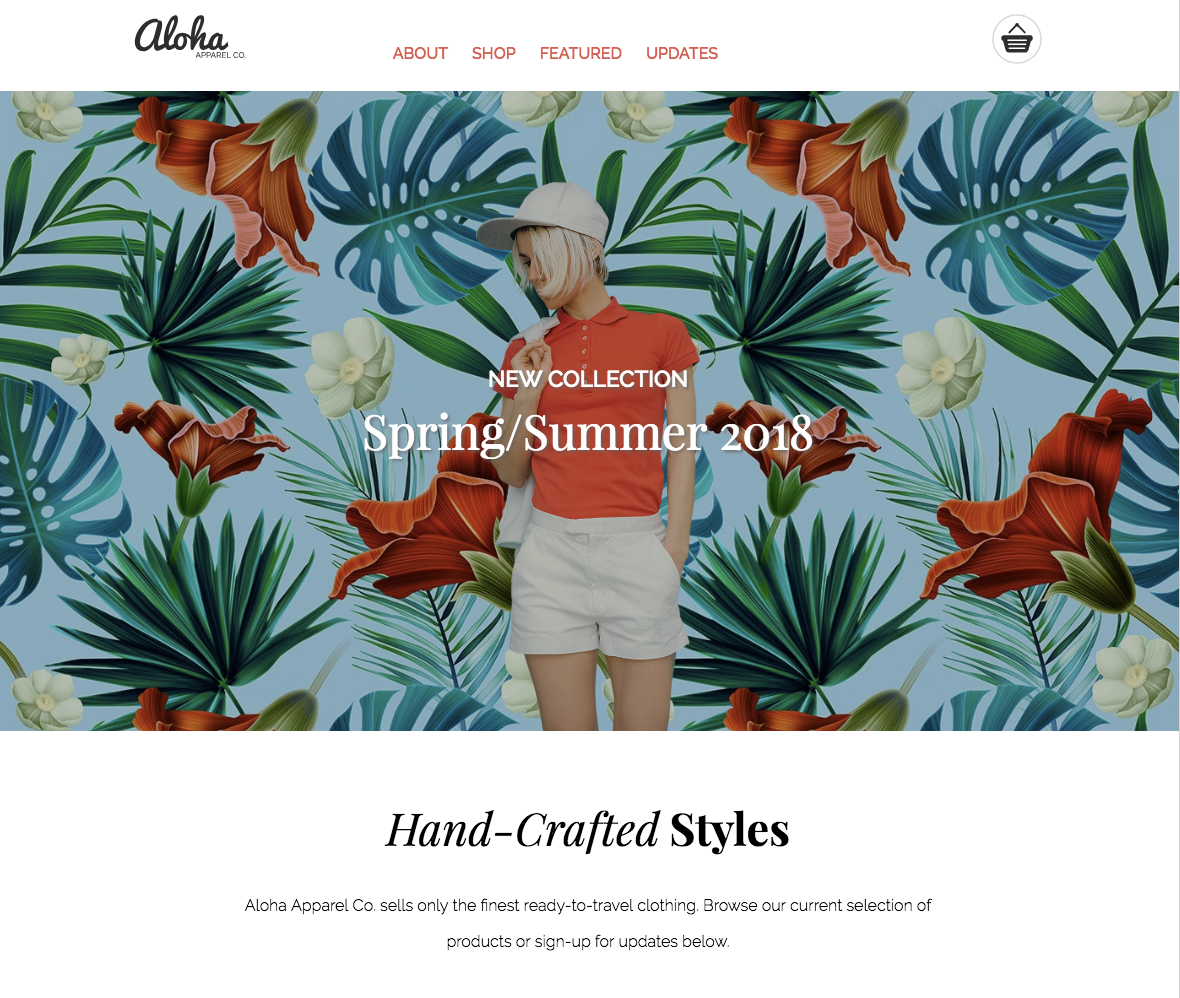 Aloha
APPAREL CO.
ABOUT SHOP FEATURED UPDATES
NEW COLLECTION
Spring/Summer 2018
Hand-Crafted Styles
Aloha Apparel Co. sells only the finest ready-to-travel clothing. Browse our current selection of
products or sign-up for updates below.